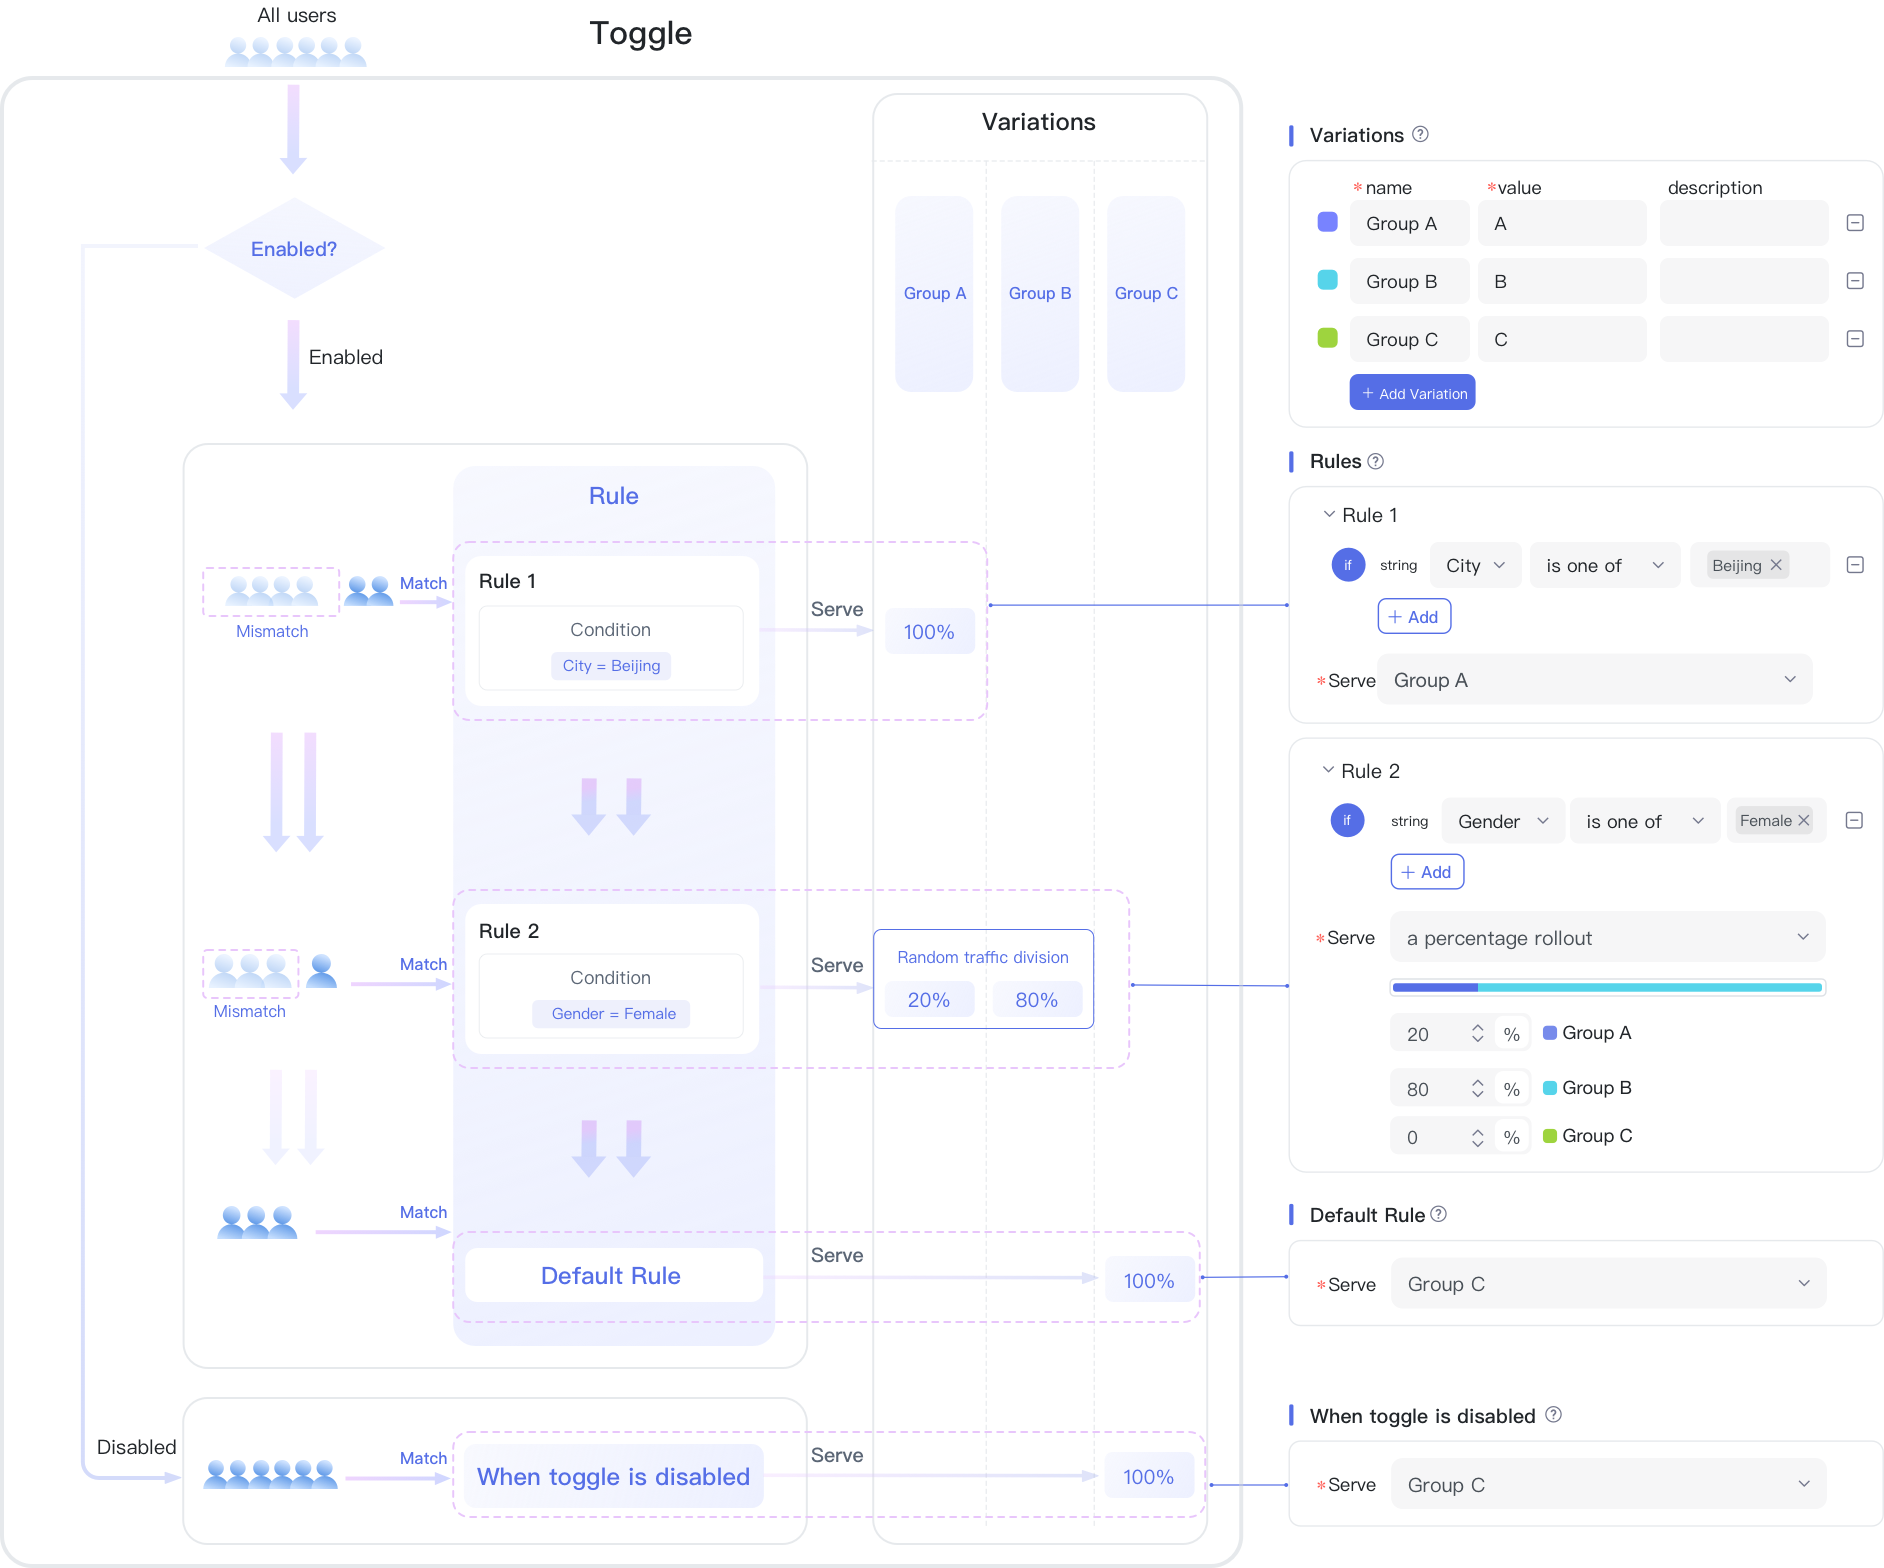 All users
Toggle
Enabled?
Enabled
Variations
Group A
Group B
Group C
Rule
Match
Mismatch
Rule 1
Condition
City = Beijing
Serve
100%
Match
Mismatch
Rule 2
Condition
Gender = Female
Serve
Random traffic division
20%
80%
Match
Default Rule
Serve
100%
Disabled
Match
When toggle is disabled
Serve
100%
Variations ?
* name * value description
Group A A
Group B B
Group C C
+ Add Variation
Rules ?
Rule 1
if string City is one of Beijing
+ Add
* Serve Group A
Rule 2
if string Gender is one of Female
+ Add
* Serve a percentage rollout
20 % Group A
80 % Group B
0 % Group C
Default Rule ?
* Serve Group C
When toggle is disabled ?
* Serve Group C